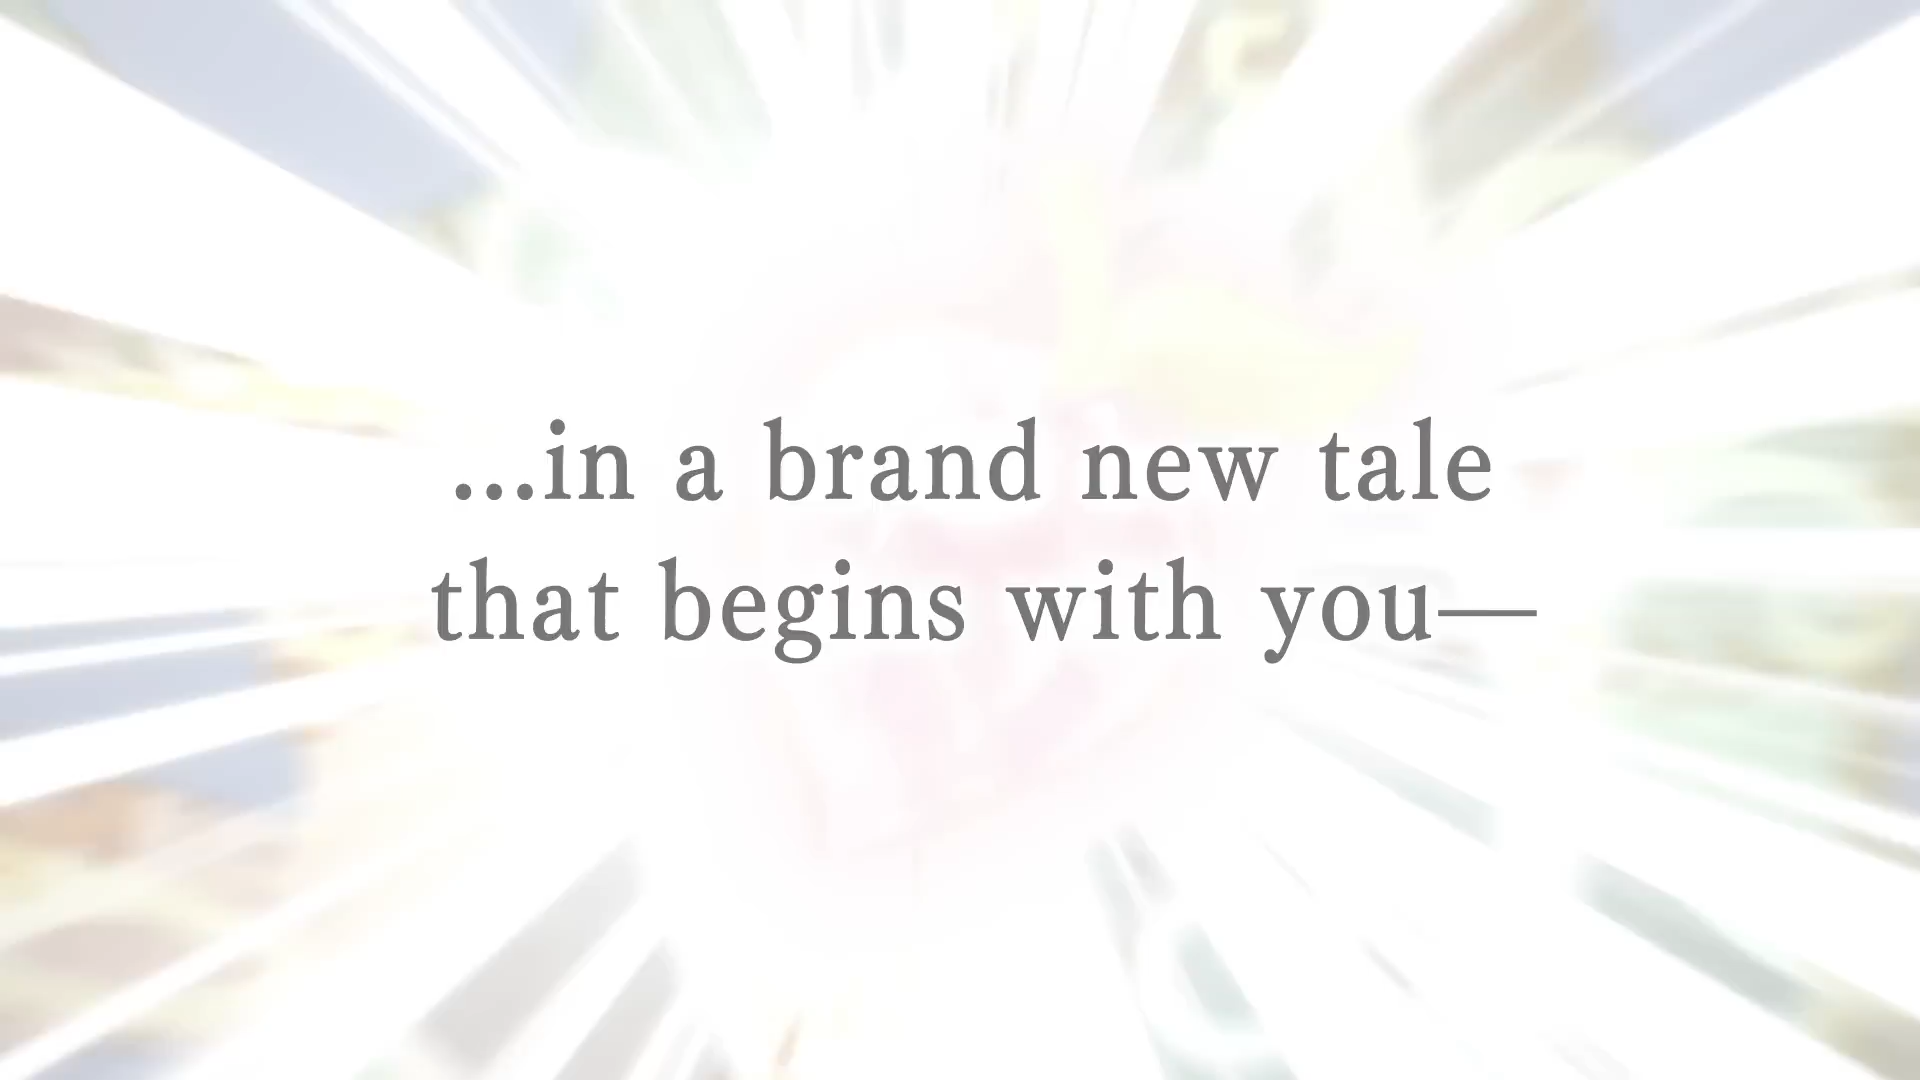 ...in a brand new tale
that begins with you—